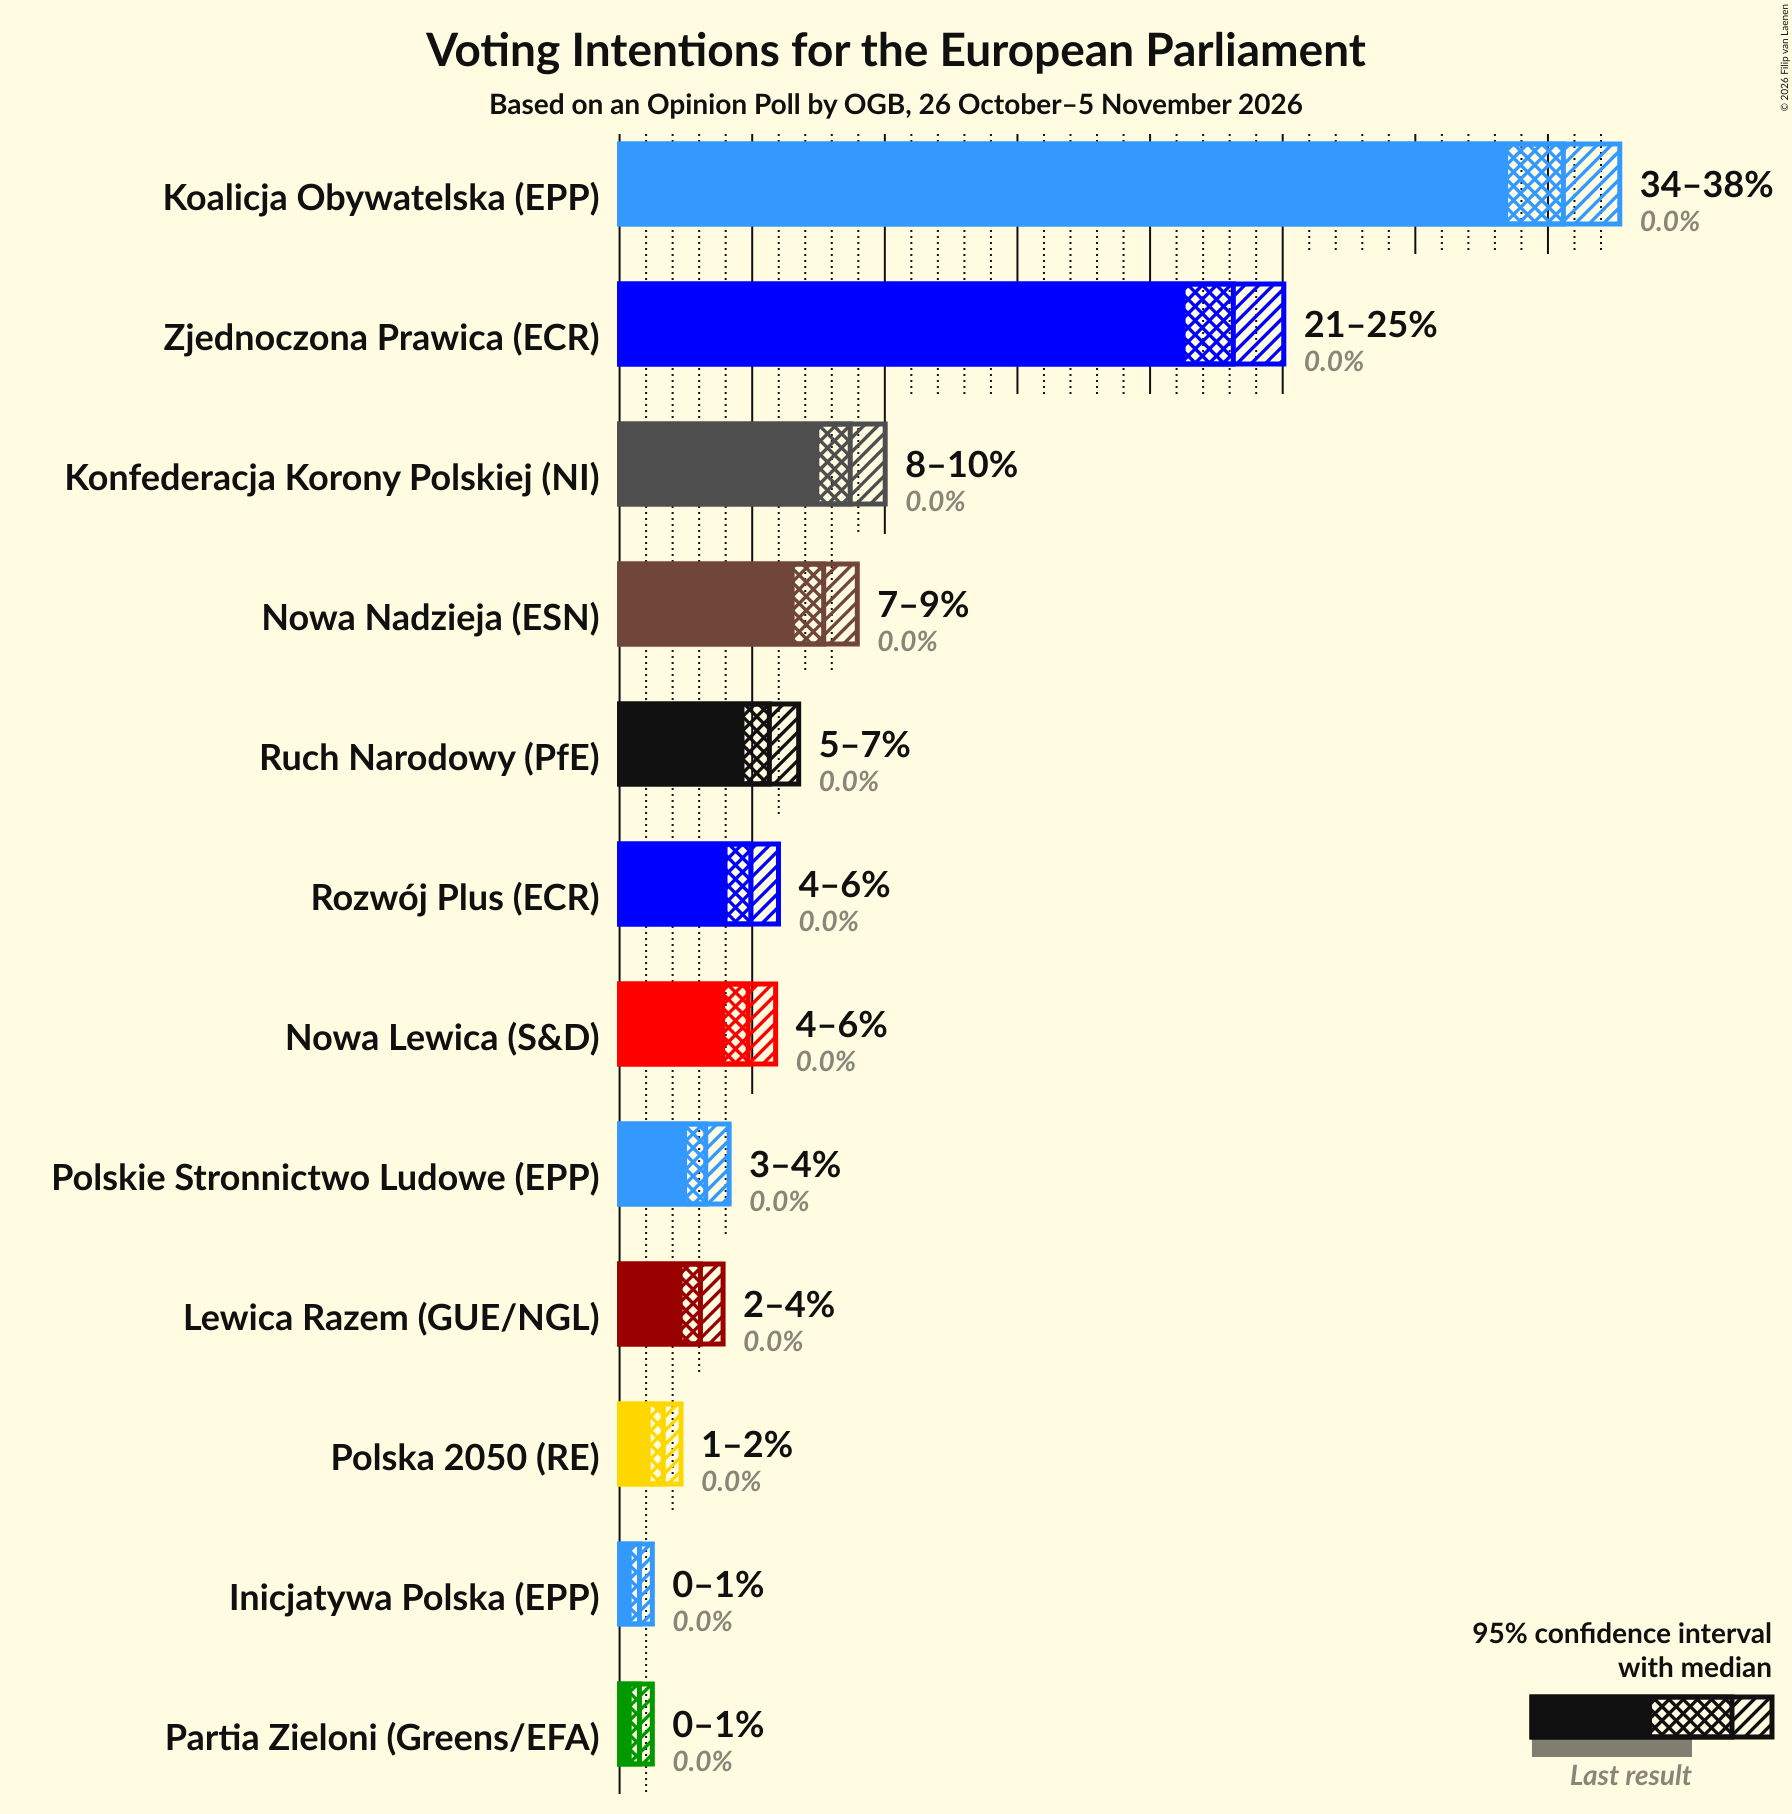 Voting Intentions for the European Parliament
Based on an Opinion Poll by OGB, 26 October–5 November 2026
© 2026 Filip van Laenen
Koalicja Obywatelska (EPP)
34–38%
0.0%
Zjednoczona Prawica (ECR)
21–25%
0.0%
Konfederacja Korony Polskiej (NI)
8–10%
0.0%
Nowa Nadzieja (ESN)
7–9%
0.0%
Ruch Narodowy (PfE)
5–7%
0.0%
Rozwój Plus (ECR)
4–6%
0.0%
Nowa Lewica (S&D)
4–6%
0.0%
Polskie Stronnictwo Ludowe (EPP)
3–4%
0.0%
Lewica Razem (GUE/NGL)
2–4%
0.0%
Polska 2050 (RE)
1–2%
0.0%
Inicjatywa Polska (EPP)
0–1%
0.0%
Partia Zieloni (Greens/EFA)
0–1%
0.0%
95% confidence interval
with median
Last result